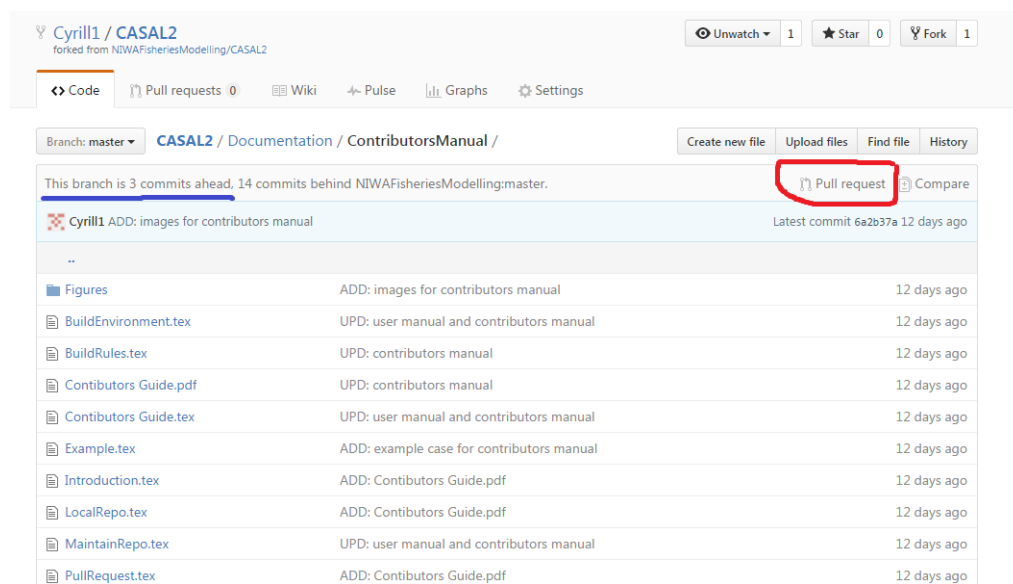 Cyrill1 / CASAL2
forked from NIWAFisheriesModelling/CASAL2
Unwatch 1 Star 0 Fork 1
Code Pull requests 0 Wiki Pulse Graphs Settings
Branch: master CASAL2 / Documentation / ContributorsManual /
Create new file Upload files Find file History
This branch is 3 commits ahead, 14 commits behind NIWAFisheriesModelling:master.
Pull request Compare
Cyrill1 ADD: images for contributors manual
Latest commit 6a2b37a 12 days ago
..
Figures ADD: images for contributors manual 12 days ago
BuildEnvironment.tex UPD: user manual and contributors manual 12 days ago
BuildRules.tex UPD: contributors manual 12 days ago
Contibutors Guide.pdf UPD: contributors manual 12 days ago
Contibutors Guide.tex UPD: user manual and contributors manual 12 days ago
Example.tex ADD: example case for contributors manual 12 days ago
Introduction.tex ADD: Contibutors Guide.pdf 12 days ago
LocalRepo.tex ADD: Contibutors Guide.pdf 12 days ago
MaintainRepo.tex UPD: user manual and contributors manual 12 days ago
PullRequest.tex ADD: Contibutors Guide.pdf 12 days ago